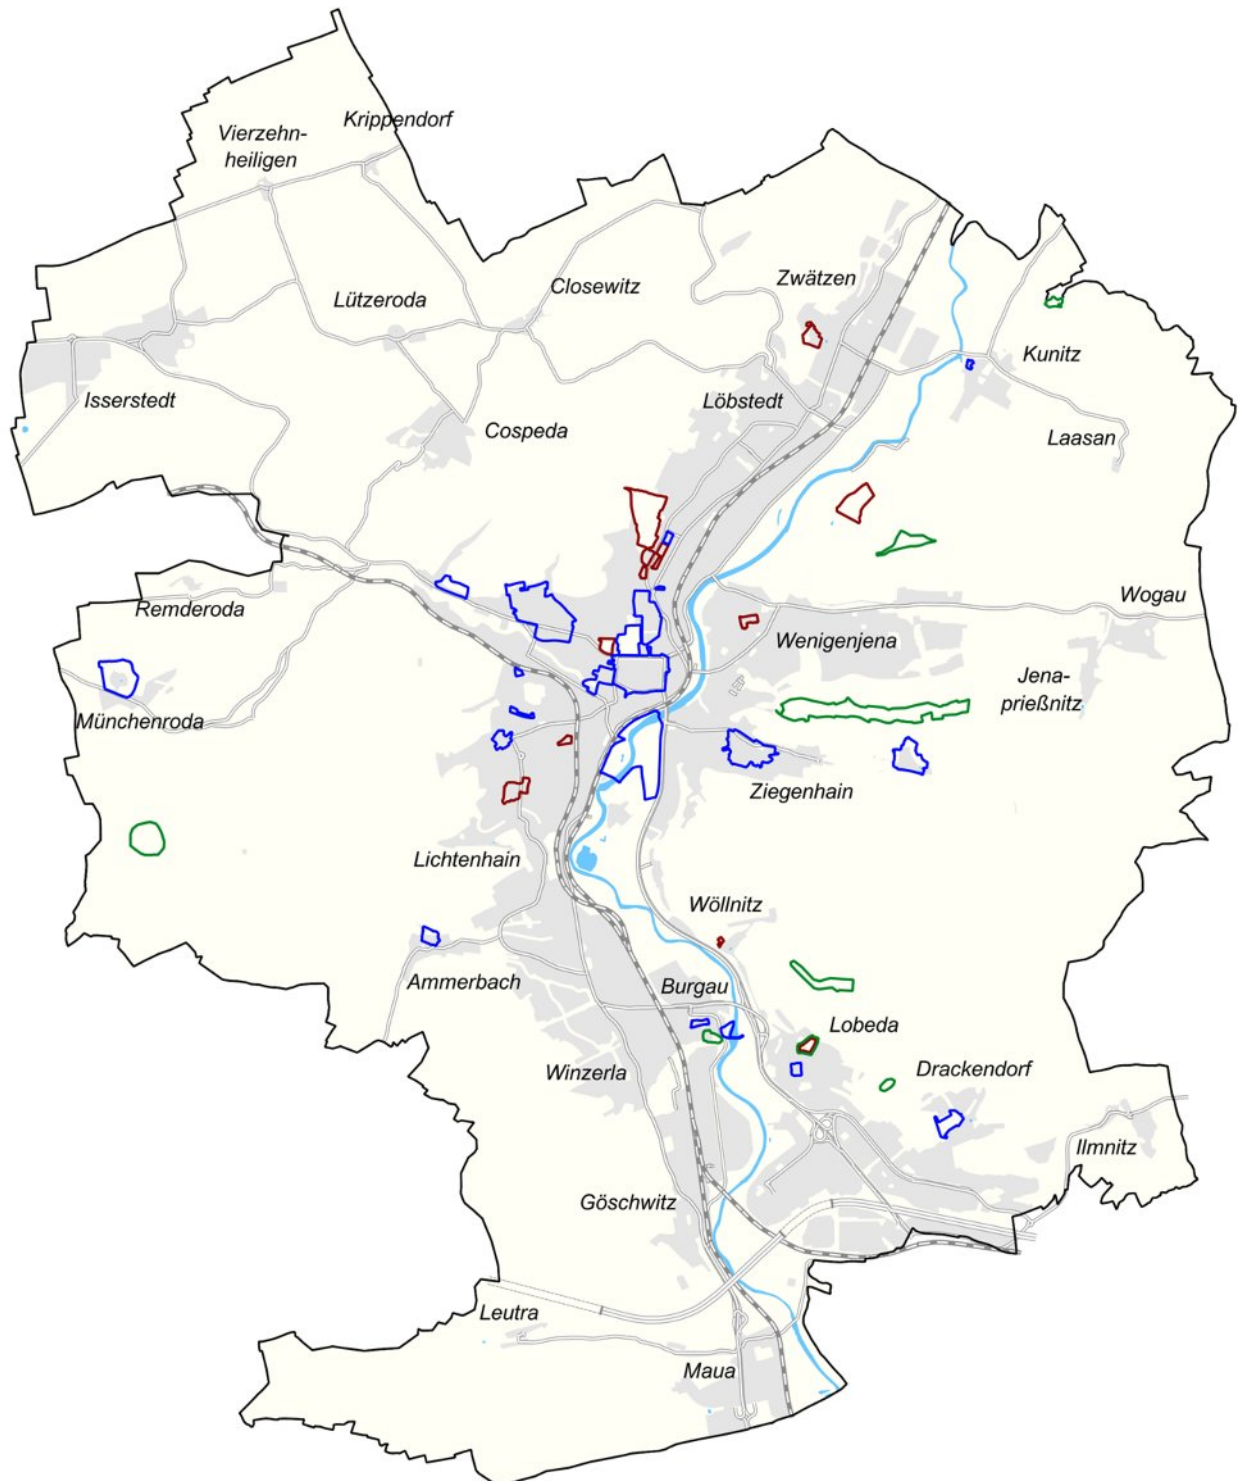 Krippendorf
Vierzehn-
heiligen
Closewitz
Zwätzen
Lützeroda
Kunitz
Isserstedt
Löbstedt
Cospeda
Laasan
Remderoda
Wogau
Wenigenjena
Jena-
prießnitz
Münchenroda
Ziegenhain
Lichtenhain
Wöllnitz
Ammerbach
Burgau
Lobeda
Winzerla
Drackendorf
Ilmnitz
Göschwitz
Leutra
Maua